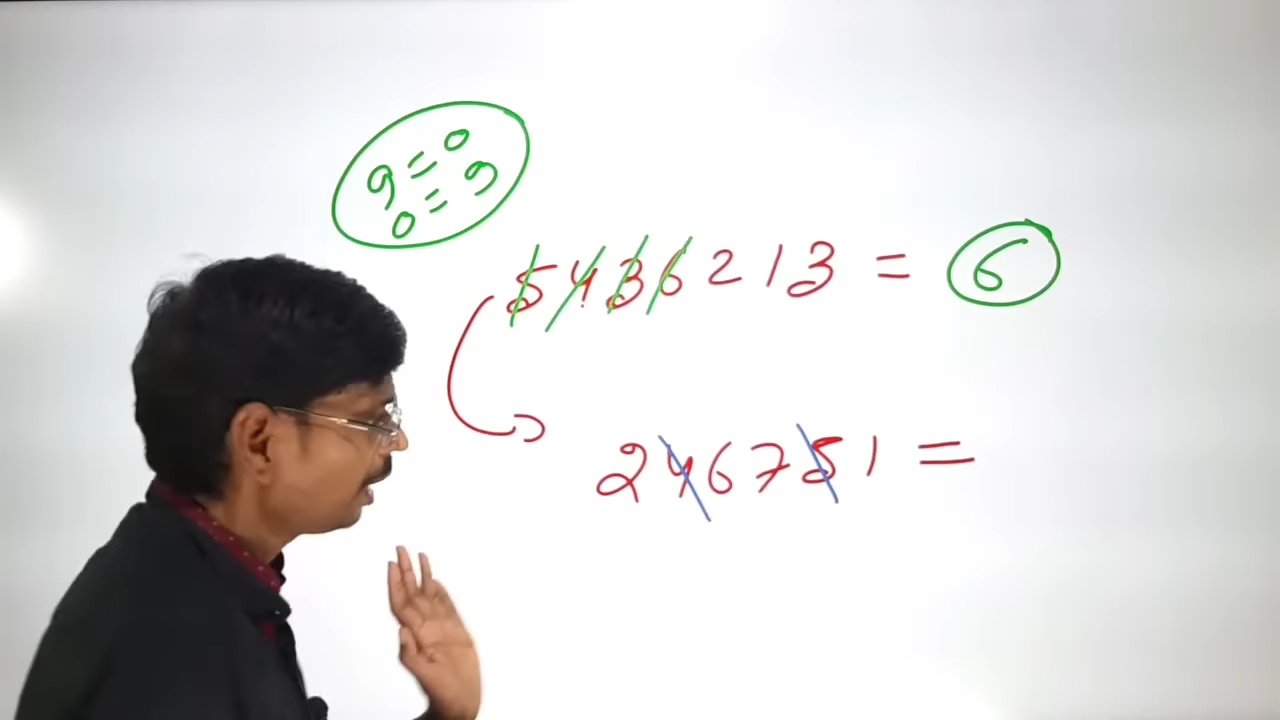 9 = 0
0 = 9
5436213 = 6
246751 =